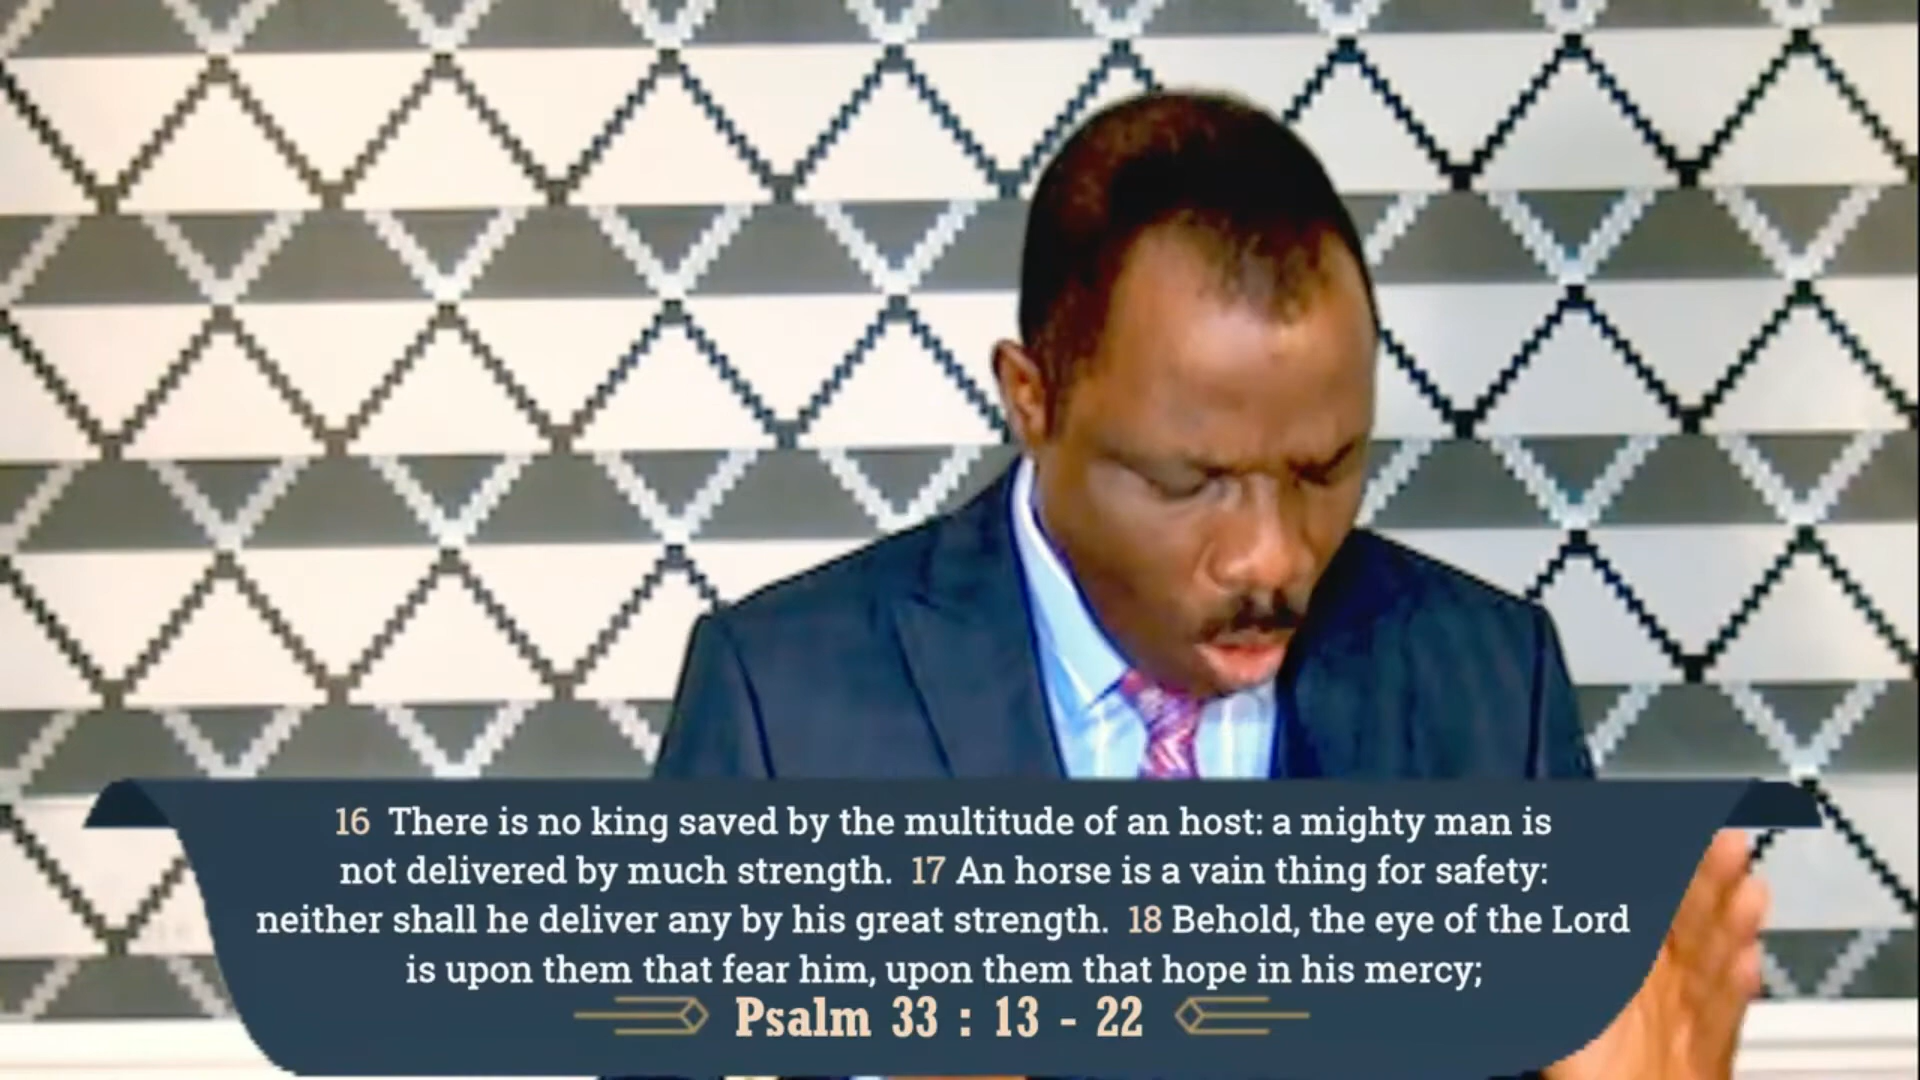 16 There is no king saved by the multitude of an host: a mighty man is
not delivered by much strength. 17 An horse is a vain thing for safety:
neither shall he deliver any by his great strength. 18 Behold, the eye of the Lord
is upon them that fear him, upon them that hope in his mercy;
Psalm 33 : 13 - 22